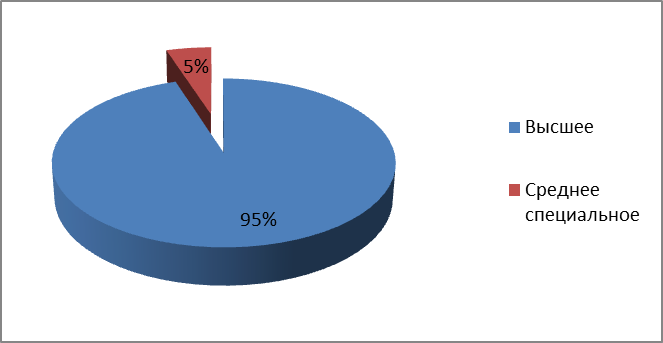 5%
95%
Высшее
Среднее
специальное